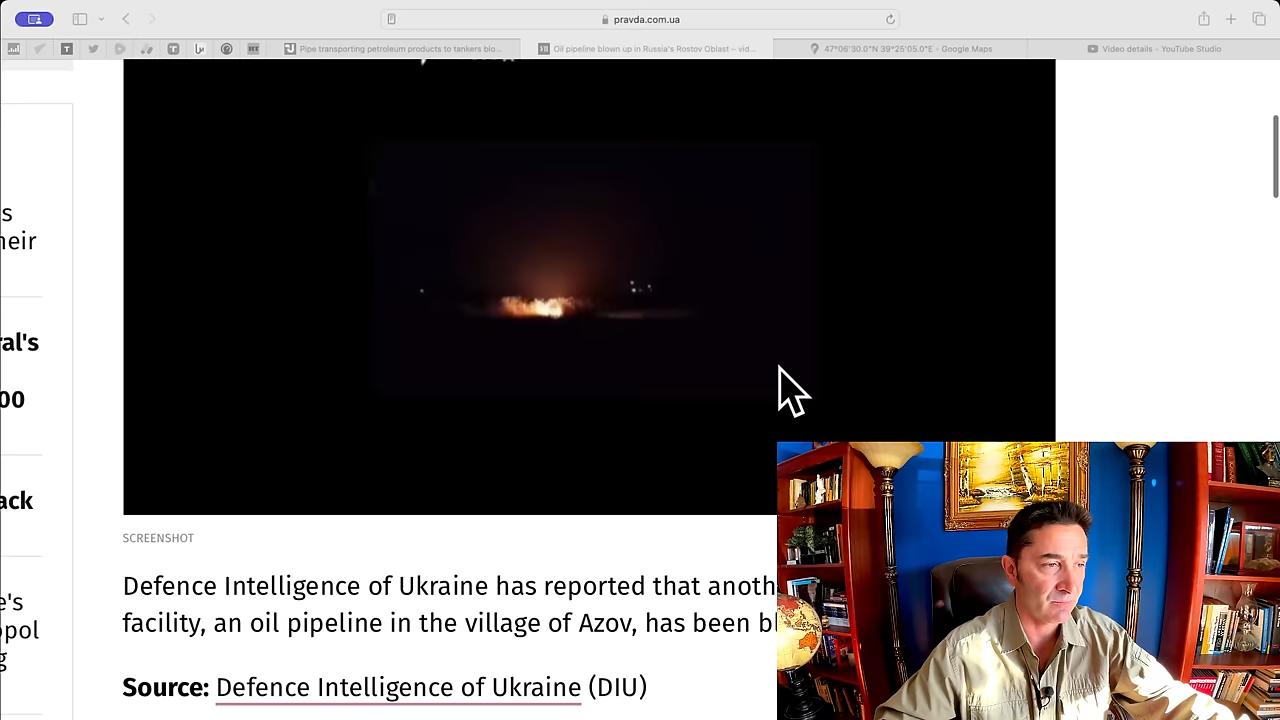 pravda.com.ua
Pipe transporting petroleum products to tankers blo...
Oil pipeline blown up in Russia's Rostov Oblast – vid...
47°06'30.0"N 39°25'05.0"E - Google Maps
Video details - YouTube Studio
s
heir
ral's
00
ack
e's
opol
g
SCREENSHOT
Defence Intelligence of Ukraine has reported that anoth
facility, an oil pipeline in the village of Azov, has been bl
Source: Defence Intelligence of Ukraine (DIU)